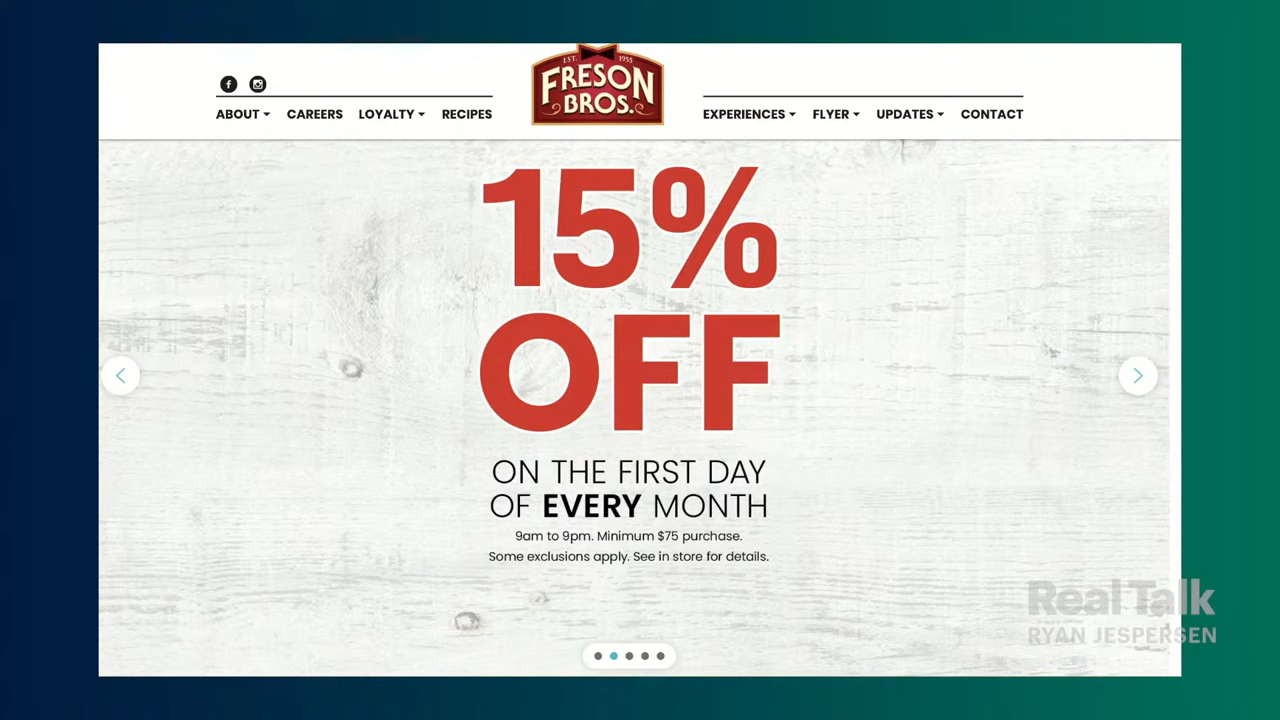 EST. 1955
FRESON
BROS.
ABOUT CAREERS LOYALTY RECIPES
EXPERIENCES FLYER UPDATES CONTACT
15%
OFF
ON THE FIRST DAY
OF EVERY MONTH
9am to 9pm. Minimum $75 purchase.
Some exclusions apply. See in store for details.
Real Talk
RYAN JESPERSEN